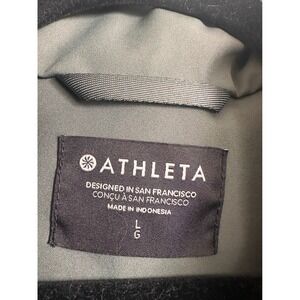 ATHLETA
DESIGNED IN SAN FRANCISCO
CONÇU À SAN FRANCISCO
MADE IN INDONESIA
L
G